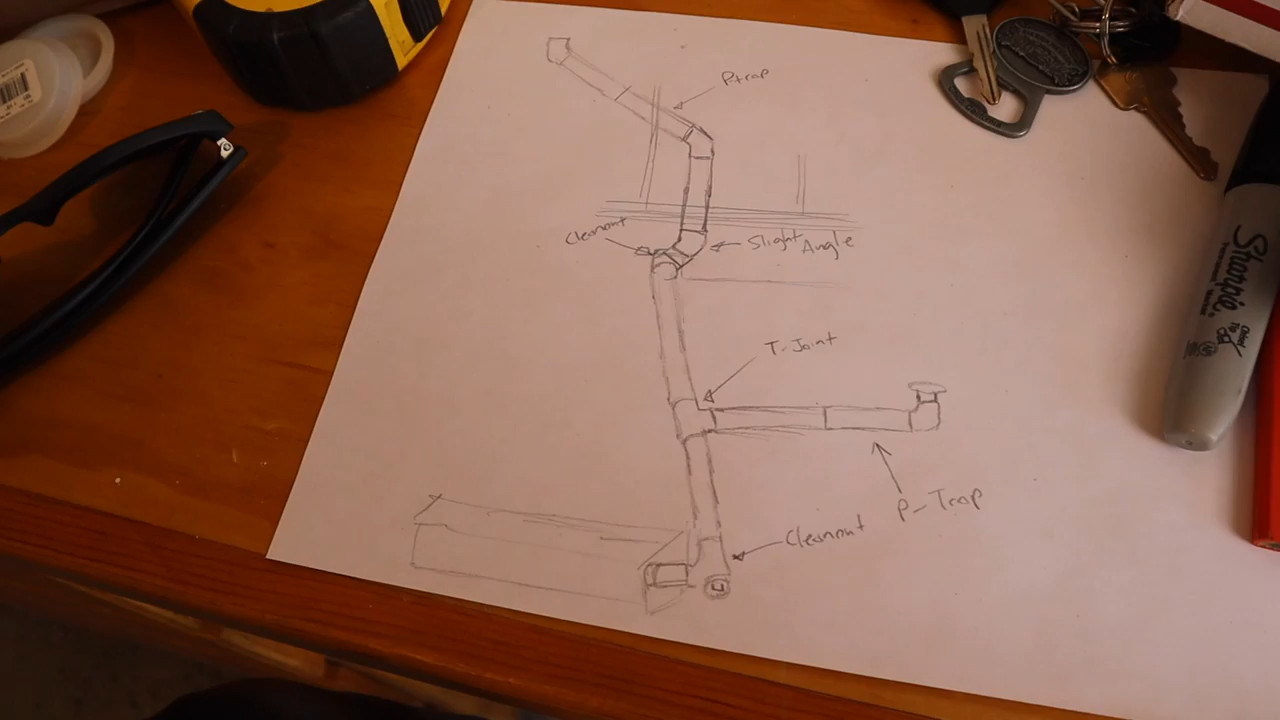 Ptrap
Cleanout
Slight Angle
T-Joint
P-Trap
Cleanout
Sharpie